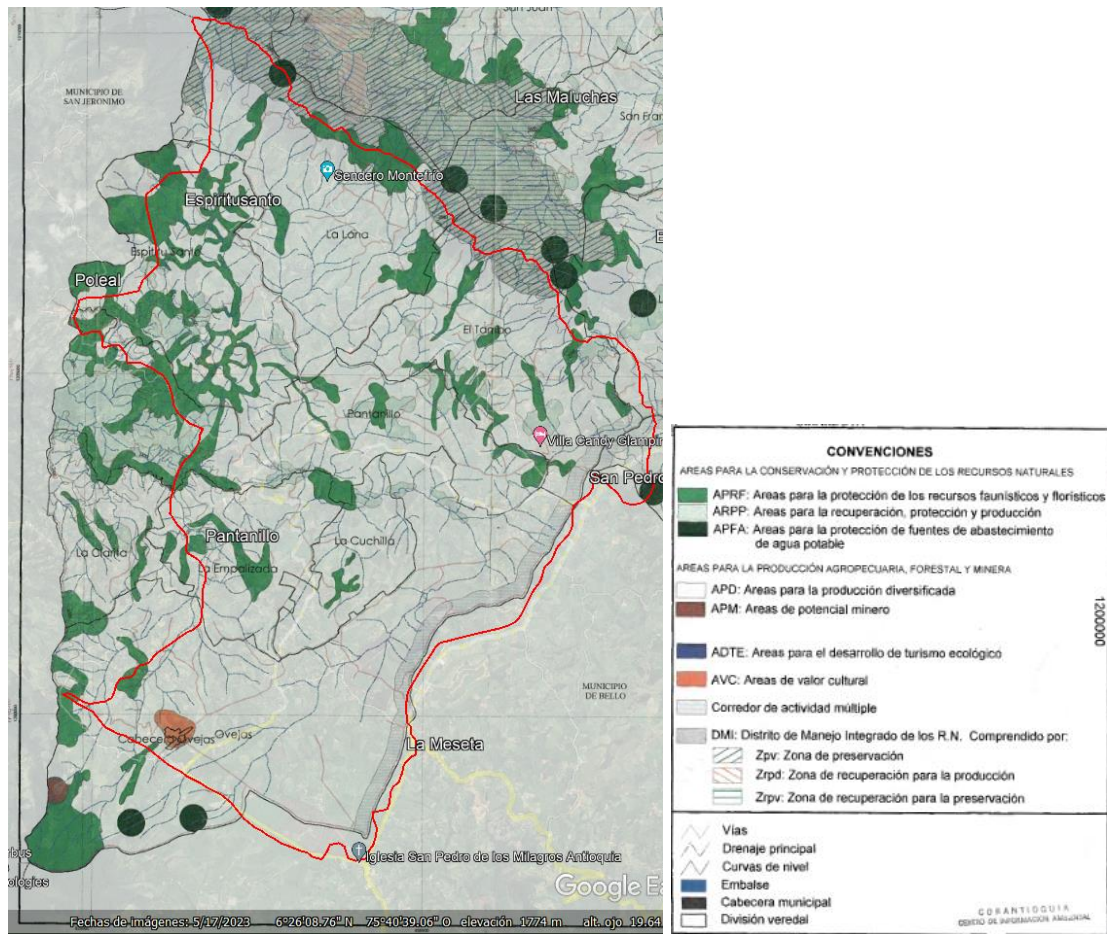 San Juan
MUNICIPIO DE
SAN JERONIMO
Las Maluchas
San Fran
Sendero Montefrio
Espiritusanto
La Lana
Espiritu Santo
Poleal
El Tambo
Pantanillo
Villa Candy Glampin
San Pedro
Pantanillo
La Cuchilla
La Clarita
La Empalizada
MUNICIPIO
DE BELLO
Cabecera Ovejas
Ovejas
La Meseta
Iglesia San Pedro de los Milagros Antioquia
ologies
Google Ea
Fechas de imágenes: 5/17/2023 6°26'08.76" N 75°40'39.06" O elevación 1774 m alt. ojo 19.64
CONVENCIONES
AREAS PARA LA CONSERVACIÓN Y PROTECCIÓN DE LOS RECURSOS NATURALES
APRF: Areas para la protección de los recursos faunísticos y florísticos
ARPP: Areas para la recuperación, protección y producción
APFA: Areas para la protección de fuentes de abastecimiento
de agua potable
AREAS PARA LA PRODUCCIÓN AGROPECUARIA, FORESTAL Y MINERA
APD: Areas para la producción diversificada
APM: Areas de potencial minero
1200000
ADTE: Areas para el desarrollo de turismo ecológico
AVC: Areas de valor cultural
Corredor de actividad múltiple
DMI: Distrito de Manejo Integrado de los R.N. Comprendido por:
Zpv: Zona de preservación
Zrpd: Zona de recuperación para la producción
Zrpv: Zona de recuperación para la preservación
Vías
Drenaje principal
Curvas de nivel
Embalse
Cabecera municipal
División veredal
CORANTIOQUIA
CENTRO DE INFORMACIÓN AMBIENTAL